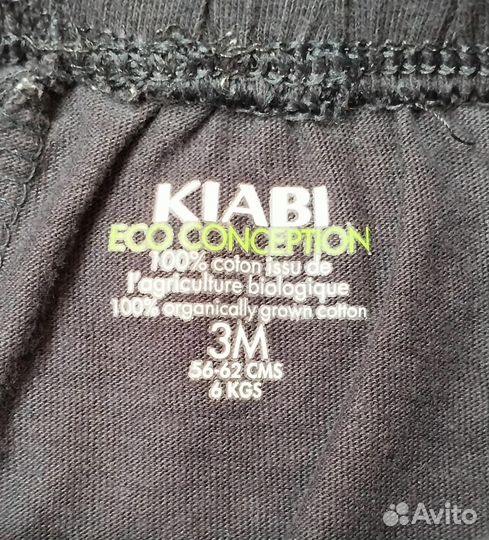 KIABI
ECO CONCEPTION
100% coton issu de
l'agriculture biologique
100% organically grown cotton
3M
56-62 CMS
6 KGS
Avito